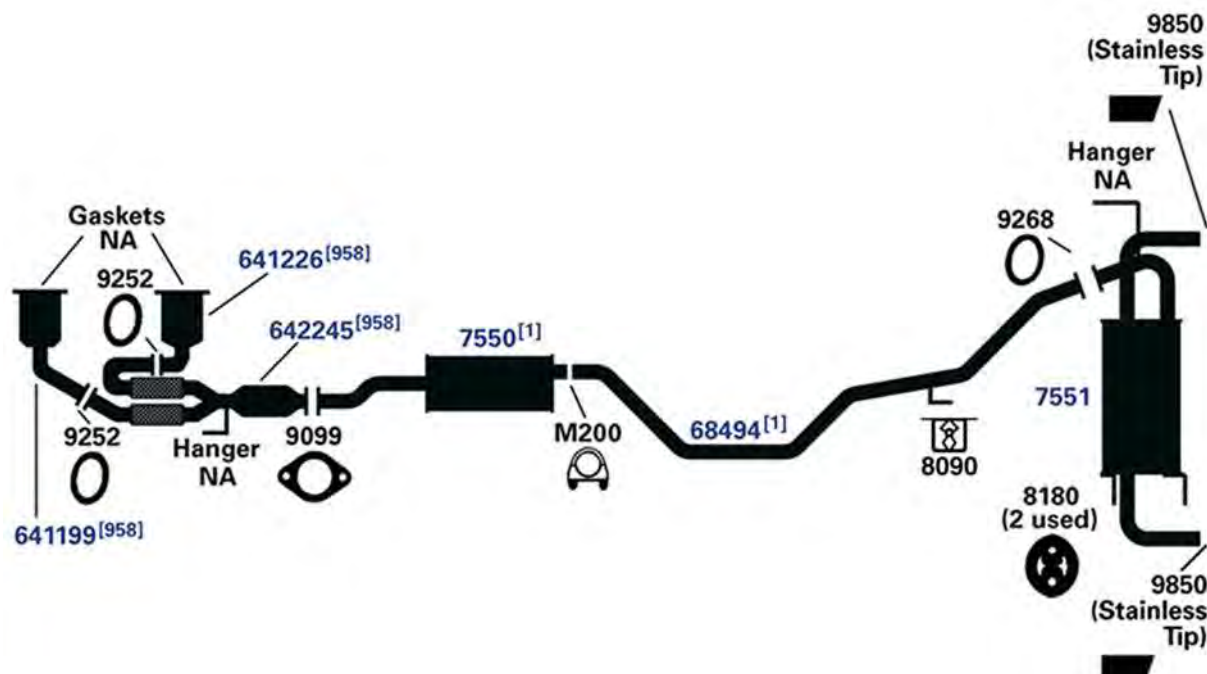 9850
(Stainless
Tip)
Hanger
NA
9268
Gaskets
NA
641226[958]
9252
642245[958]
7550[1]
9252
Hanger
NA
9099
M200
68494[1]
8090
7551
8180
(2 used)
641199[958]
9850
(Stainless
Tip)